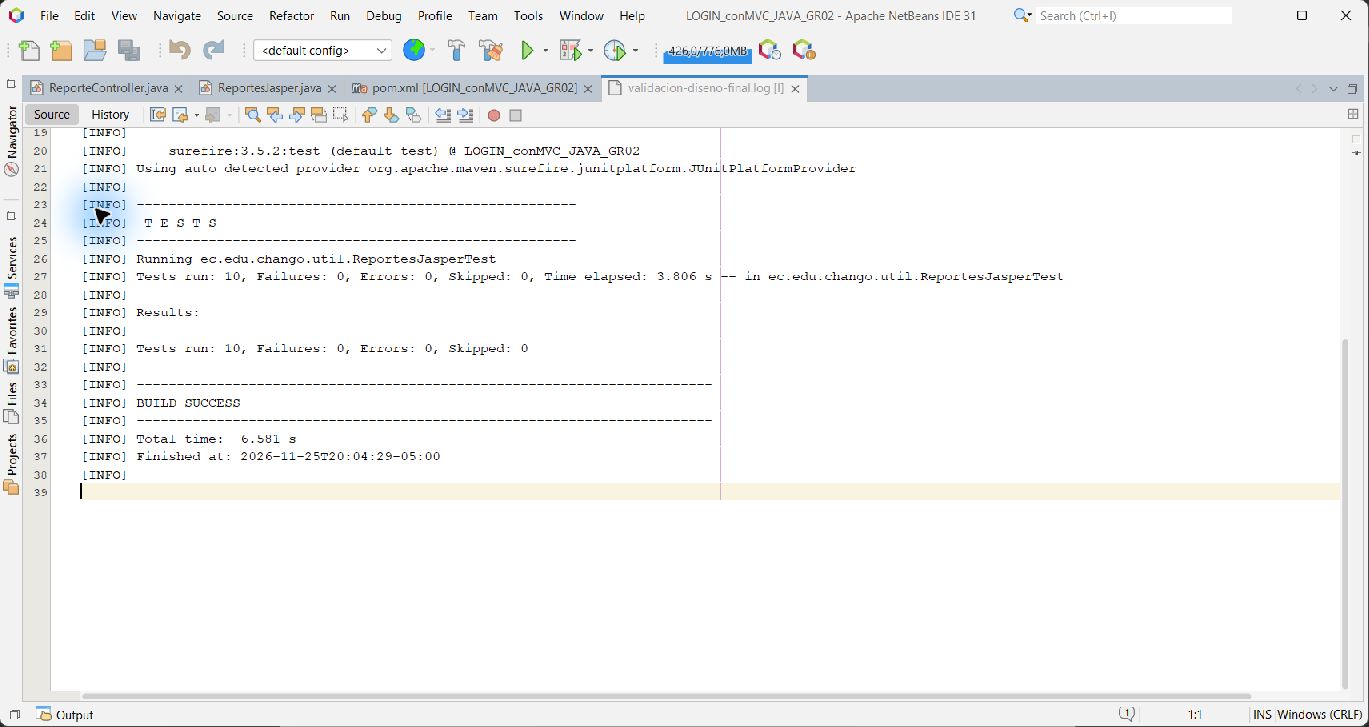 File Edit View Navigate Source Refactor Run Debug Profile Team Tools Window Help LOGIN_conMVC_JAVA_GR02 - Apache NetBeans IDE 31 Search (Ctrl+I)
<default config>
ReporteController.java ReportesJasper.java pom.xml [LOGIN_conMVC_JAVA_GR02] validacion-diseno-final.log [I]
Source History
Navigator
Services
Favorites
Files
Projects
19 [INFO]
20 [INFO] surefire:3.5.2:test (default test) @ LOGIN_conMVC_JAVA_GR02
21 [INFO] Using auto detected provider org.apache.maven.surefire.junitplatform.JUnitPlatformProvider
22 [INFO]
23 [INFO] -------------------------------------------------------
24 [INFO] T E S T S
25 [INFO] -------------------------------------------------------
26 [INFO] Running ec.edu.chango.util.ReportesJasperTest
27 [INFO] Tests run: 10, Failures: 0, Errors: 0, Skipped: 0, Time elapsed: 3.806 s -- in ec.edu.chango.util.ReportesJasperTest
28 [INFO]
29 [INFO] Results:
30 [INFO]
31 [INFO] Tests run: 10, Failures: 0, Errors: 0, Skipped: 0
32 [INFO]
33 [INFO] ------------------------------------------------------------------------
34 [INFO] BUILD SUCCESS
35 [INFO] ------------------------------------------------------------------------
36 [INFO] Total time: 6.581 s
37 [INFO] Finished at: 2026-11-25T20:04:29-05:00
38 [INFO]
39
Output 1 1:1 INS Windows (CRLF)